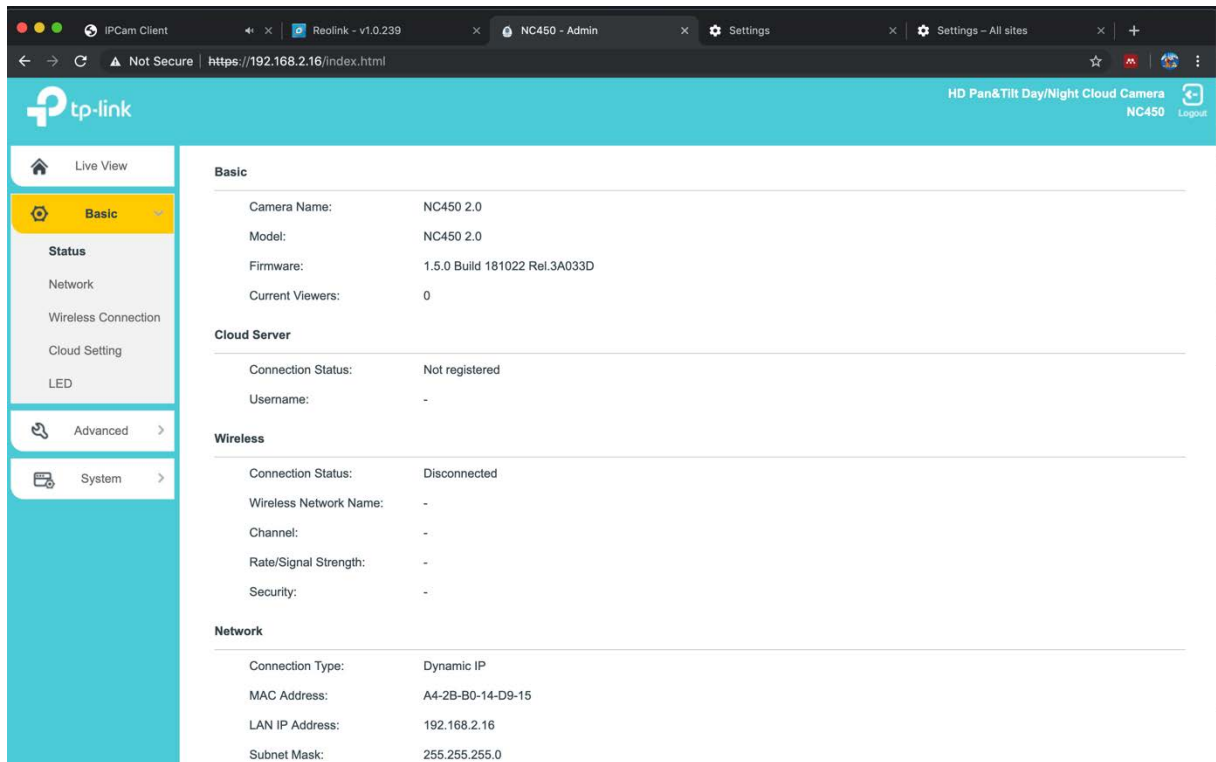 IPCam Client
Reolink - v1.0.239
NC450 - Admin
Settings
Settings – All sites
Not Secure | https://192.168.2.16/index.html
tp-link
HD Pan&Tilt Day/Night Cloud Camera
NC450
Logout
Live View
Basic
Status
Network
Wireless Connection
Cloud Setting
LED
Advanced
System
Basic
Camera Name: NC450 2.0
Model: NC450 2.0
Firmware: 1.5.0 Build 181022 Rel.3A033D
Current Viewers: 0
Cloud Server
Connection Status: Not registered
Username: -
Wireless
Connection Status: Disconnected
Wireless Network Name: -
Channel: -
Rate/Signal Strength: -
Security: -
Network
Connection Type: Dynamic IP
MAC Address: A4-2B-B0-14-D9-15
LAN IP Address: 192.168.2.16
Subnet Mask: 255.255.255.0